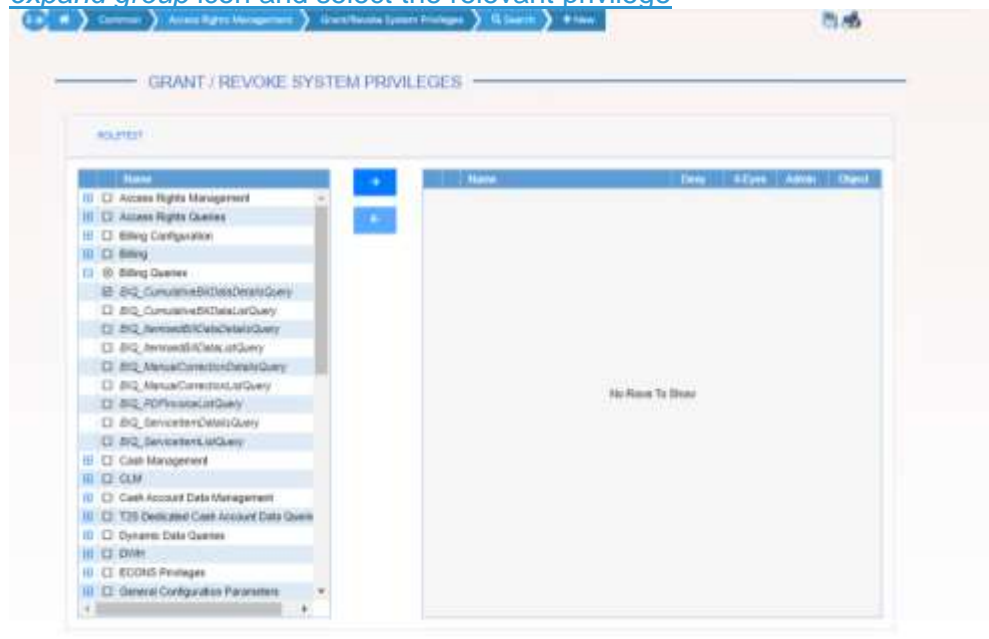 expand group icon and select the relevant privilege
Common Access Rights Management Grant/Revoke System Privileges Search New
GRANT / REVOKE SYSTEM PRIVILEGES
ROLETEST
Name
Access Rights Management
Access Rights Queries
Billing Configuration
Billing
Billing Queries
BIQ_CumulativeBillDataDetailsQuery
BIQ_CumulativeBillDataListQuery
BIQ_ItemisedBillDataDetailsQuery
BIQ_ItemisedBillDataListQuery
BIQ_ManualCorrectionDetailsQuery
BIQ_ManualCorrectionListQuery
BIQ_PDFInvoiceListQuery
BIQ_ServiceItemDetailsQuery
BIQ_ServiceItemListQuery
Cash Management
CLM
Cash Account Data Management
T2S Dedicated Cash Account Data Querie
Dynamic Data Queries
DWH
ECONS Privileges
General Configuration Parameters
Name Deny 4-Eyes Admin Object
No Rows To Show